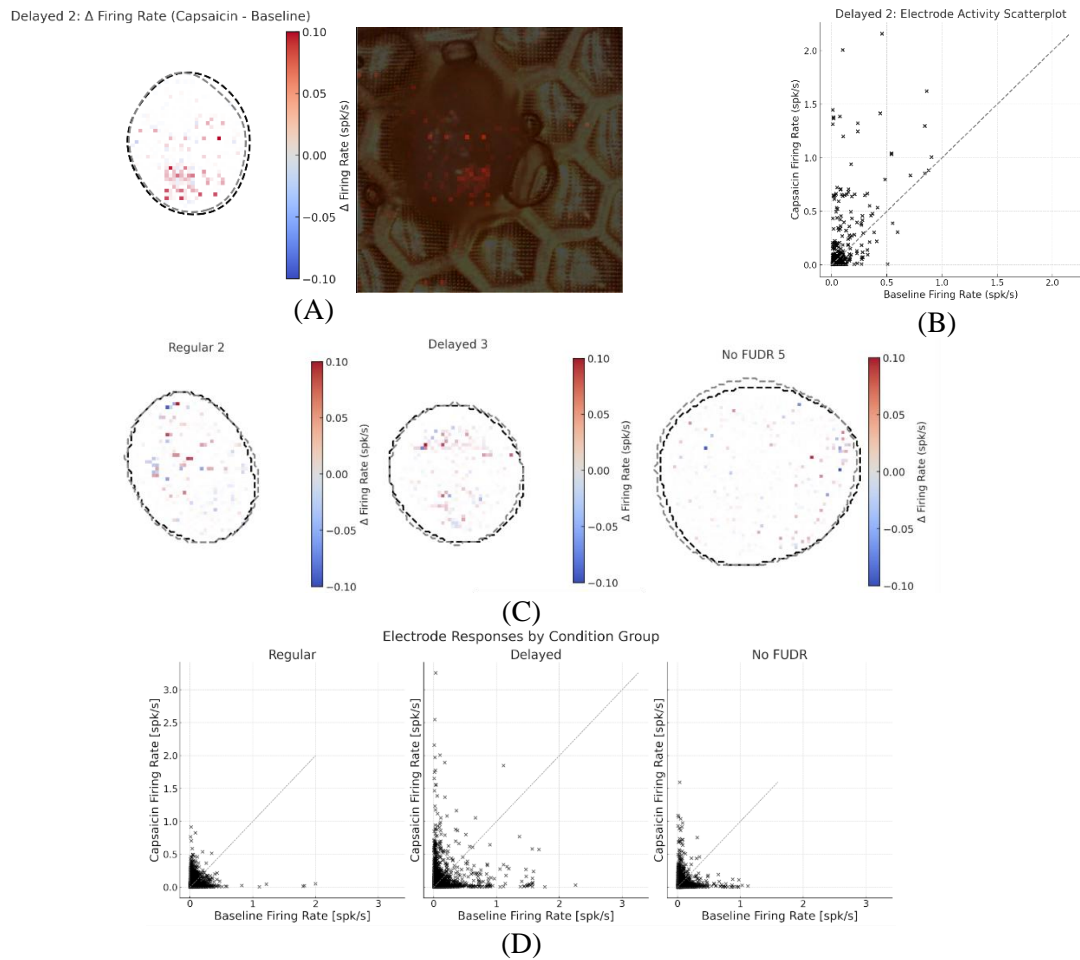 Delayed 2: Δ Firing Rate (Capsaicin - Baseline)
0.10
0.05
0.00
−0.05
−0.10
Δ Firing Rate (spk/s)
(A)
Delayed 2: Electrode Activity Scatterplot
Capsaicin Firing Rate (spk/s)
2.0
1.5
1.0
0.5
0.0
0.0 0.5 1.0 1.5 2.0
Baseline Firing Rate (spk/s)
(B)
Regular 2
0.10
0.05
0.00
−0.05
−0.10
Δ Firing Rate (spk/s)
Delayed 3
0.10
0.05
0.00
−0.05
−0.10
Δ Firing Rate (spk/s)
No FUDR 5
0.10
0.05
0.00
−0.05
−0.10
Δ Firing Rate (spk/s)
(C)
Electrode Responses by Condition Group
Regular
Capsaicin Firing Rate [spk/s]
3.0
2.5
2.0
1.5
1.0
0.5
0.0
0 1 2 3
Baseline Firing Rate [spk/s]
Delayed
Capsaicin Firing Rate [spk/s]
0 1 2 3
Baseline Firing Rate [spk/s]
No FUDR
Capsaicin Firing Rate [spk/s]
0 1 2 3
Baseline Firing Rate [spk/s]
(D)